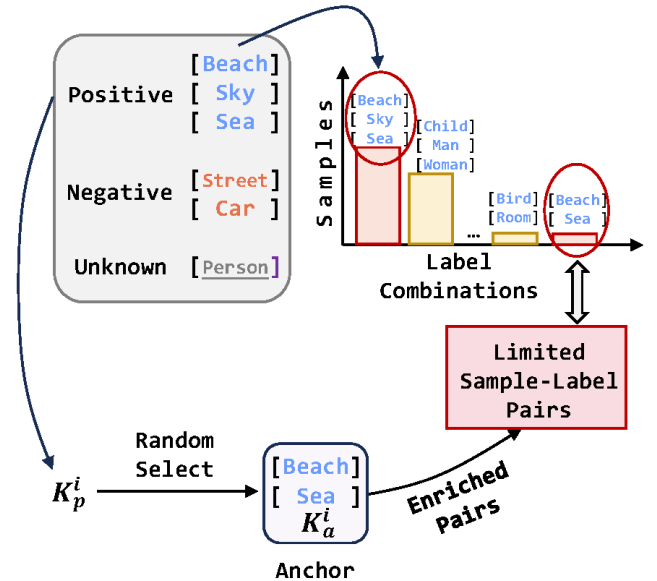 Positive
[Beach]
[ Sky ]
[ Sea ]
Negative
[Street]
[ Car ]
Unknown
[Person]
Samples
[Beach]
[ Sky ]
[ Sea ]
[Child]
[ Man ]
[Woman]
...
[Bird]
[Room]
[Beach]
[ Sea ]
Label
Combinations
Limited
Sample-Label
Pairs
K_p^i
Random
Select
[Beach]
[ Sea ]
K_a^i
Anchor
Enriched
Pairs